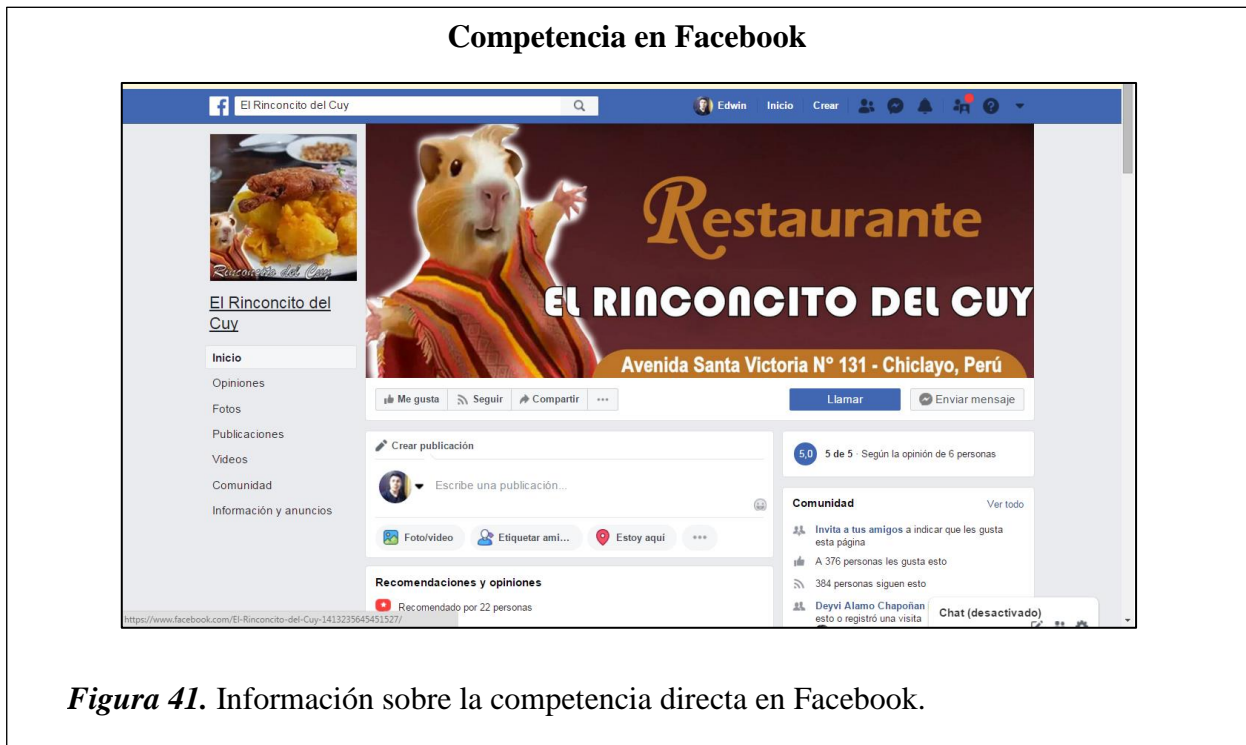 Competencia en Facebook
El Rinconcito del Cuy
Edwin Inicio Crear
Rinconcito del Cuy
El Rinconcito del
Cuy
Inicio
Opiniones
Fotos
Publicaciones
Videos
Comunidad
Información y anuncios
Restaurante
EL RINCONCITO DEL CUY
Avenida Santa Victoria N° 131 - Chiclayo, Perú
Me gusta Seguir Compartir ...
Llamar Enviar mensaje
Crear publicación
Escribe una publicación...
Foto/video Etiquetar ami... Estoy aquí ...
Recomendaciones y opiniones
Recomendado por 22 personas
5,0 5 de 5 · Según la opinión de 6 personas
Comunidad Ver todo
Invita a tus amigos a indicar que les gusta
esta página
A 376 personas les gusta esto
384 personas siguen esto
Deyvi Alamo Chapoñan
esto o registró una visita
Chat (desactivado)
https://www.facebook.com/El-Rinconcito-del-Cuy-1413235645451527/
Figura 41. Información sobre la competencia directa en Facebook.